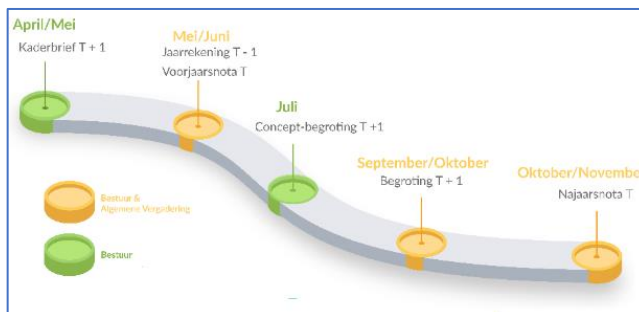 April/Mei
Kaderbrief T + 1
Mei/Juni
Jaarrekening T - 1
Voorjaarsnota T
Juli
Concept-begroting T +1
September/Oktober
Begroting T + 1
Oktober/Novembe
Najaarsnota T
Bestuur &
Algemene Vergadering
Bestuur